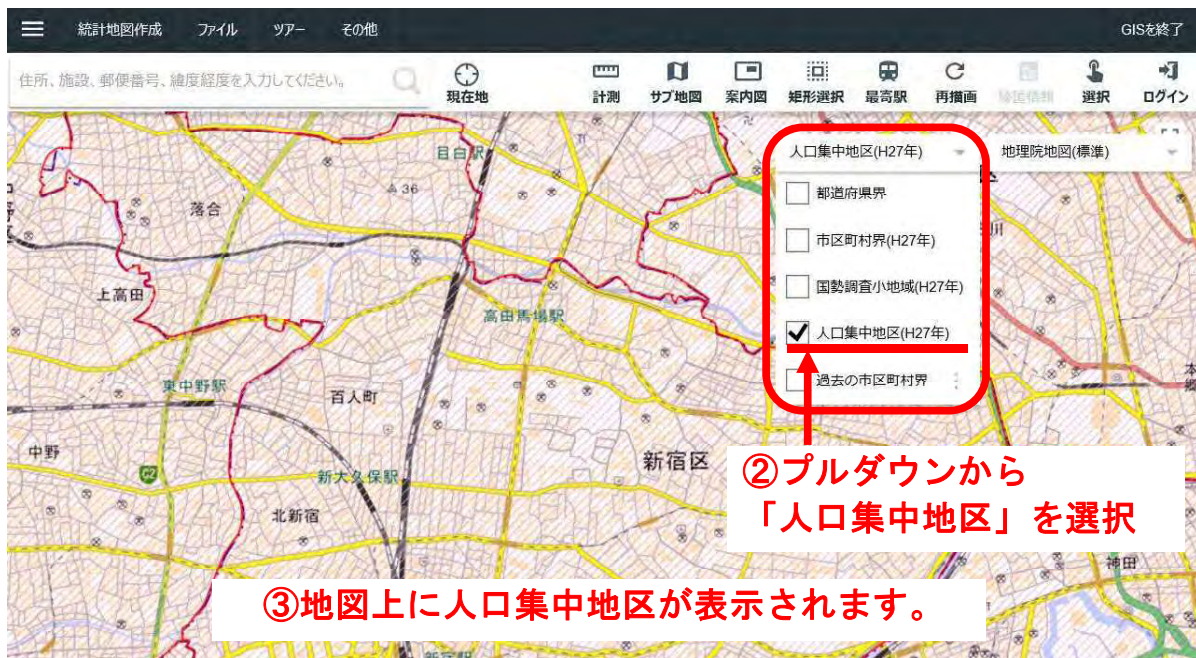 統計地図作成
ファイル
ツアー
その他
GISを終了
住所、施設、郵便番号、緯度経度を入力してください。
現在地
計測
サブ地図
案内図
矩形選択
最高駅
再描画
選択
ログイン
人口集中地区(H27年)
地理院地図(標準)
都道府県界
市区町村界(H27年)
国勢調査小地域(H27年)
人口集中地区(H27年)
過去の市区町村界
目白駅
36
落合
上高田
高田馬場駅
川
東中野駅
百人町
本
郷
中野
C2
新大久保駅
新宿区
北新宿
神田
新宿駅
②プルダウンから
「人口集中地区」を選択
③地図上に人口集中地区が表示されます。